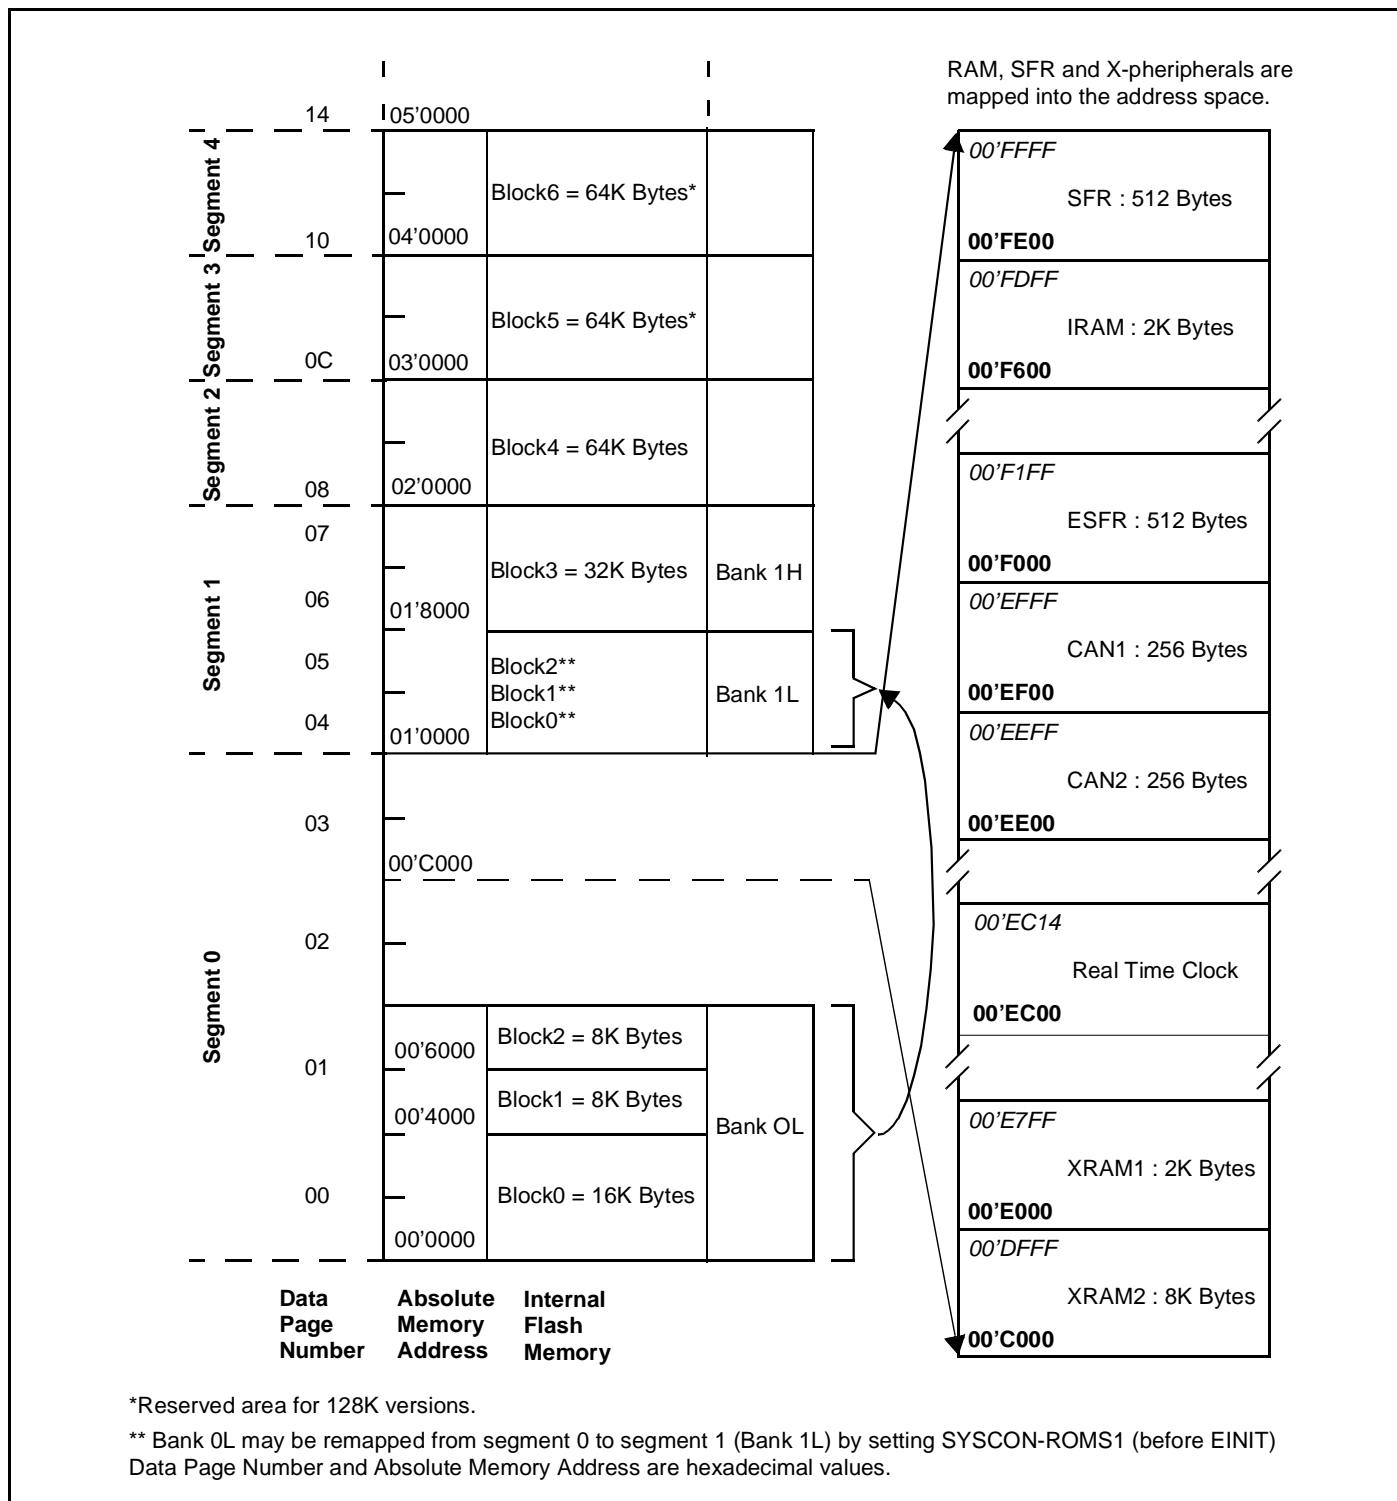 RAM, SFR and X-pheripherals are
mapped into the address space.
14 05'0000
Segment 4
Block6 = 64K Bytes*
10 04'0000
Segment 3
Block5 = 64K Bytes*
0C 03'0000
Segment 2
Block4 = 64K Bytes
08 02'0000
Segment 1
07
Block3 = 32K Bytes Bank 1H
06 01'8000
05
Block2**
Block1** Bank 1L
Block0**
04 01'0000
Segment 0
03
00'C000
02
Block2 = 8K Bytes
00'6000
01
Block1 = 8K Bytes
00'4000
Bank OL
00
Block0 = 16K Bytes
00'0000
Data
Page
Number
Absolute
Memory
Address
Internal
Flash
Memory
00'FFFF
SFR : 512 Bytes
00'FE00
00'FDFF
IRAM : 2K Bytes
00'F600
00'F1FF
ESFR : 512 Bytes
00'F000
00'EFFF
CAN1 : 256 Bytes
00'EF00
00'EEFF
CAN2 : 256 Bytes
00'EE00
00'EC14
Real Time Clock
00'EC00
00'E7FF
XRAM1 : 2K Bytes
00'E000
00'DFFF
XRAM2 : 8K Bytes
00'C000
*Reserved area for 128K versions.
** Bank 0L may be remapped from segment 0 to segment 1 (Bank 1L) by setting SYSCON-ROMS1 (before EINIT)
Data Page Number and Absolute Memory Address are hexadecimal values.